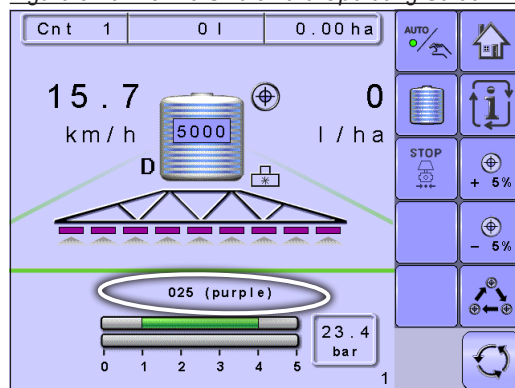 Cnt 1 0 l 0.00 ha
AUTO
15.7 0
km/h 5000 l/ha
D
STOP
+ 5%
- 5%
025 (purple)
23.4
bar
0 1 2 3 4 5
1